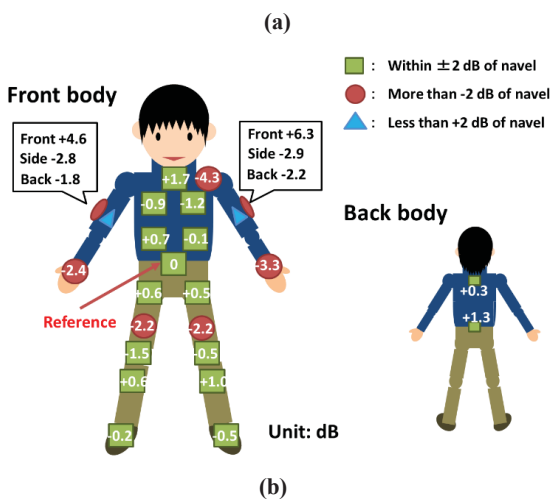 (a)
: Within ±2 dB of navel
: More than -2 dB of navel
: Less than +2 dB of navel
Front body
Front +4.6
Side -2.8
Back -1.8
Front +6.3
Side -2.9
Back -2.2
+1.7
-4.3
-0.9
-1.2
+0.7
-0.1
0
-2.4
-3.3
Reference
+0.6
+0.5
-2.2
-2.2
-1.5
-0.5
+0.6
+1.0
-0.2
-0.5
Unit: dB
Back body
+0.3
+1.3
(b)